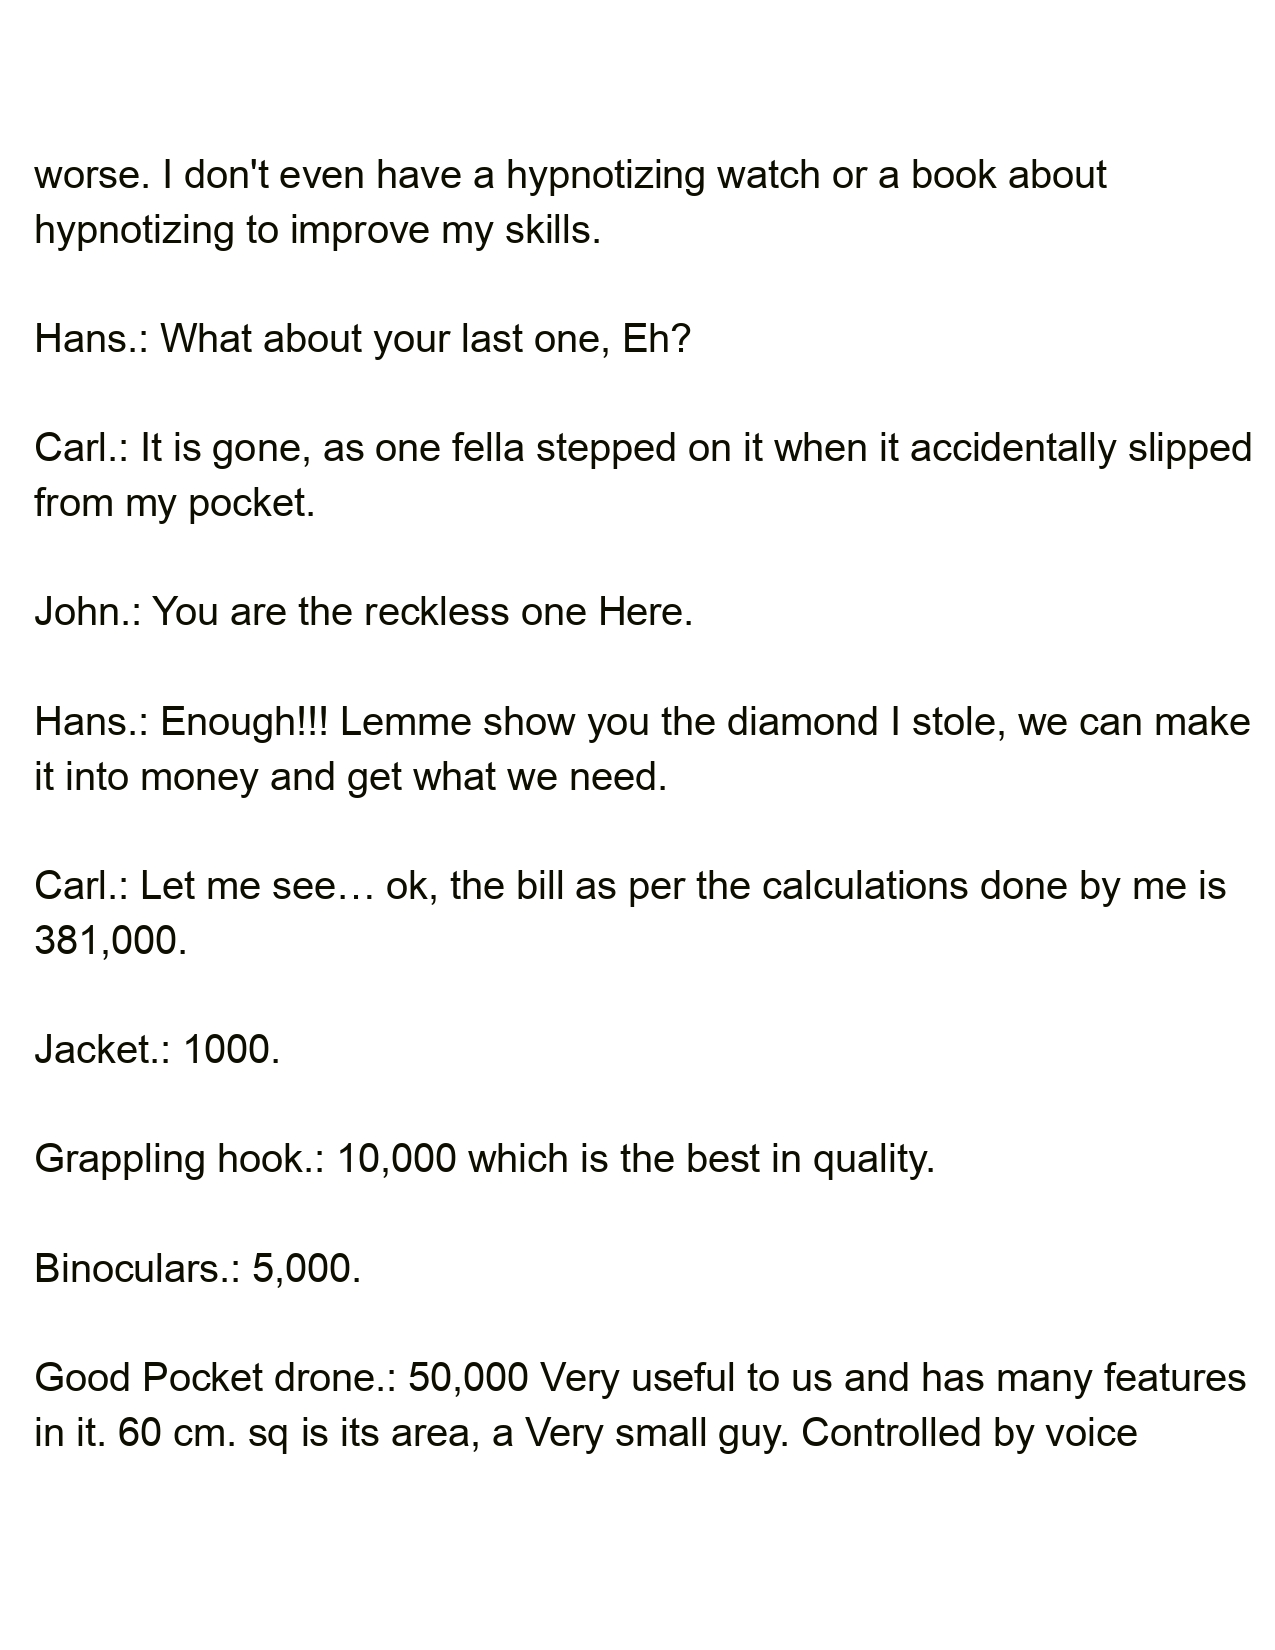 worse. I don't even have a hypnotizing watch or a book about
hypnotizing to improve my skills.
Hans.: What about your last one, Eh?
Carl.: It is gone, as one fella stepped on it when it accidentally slipped
from my pocket.
John.: You are the reckless one Here.
Hans.: Enough!!! Lemme show you the diamond I stole, we can make
it into money and get what we need.
Carl.: Let me see… ok, the bill as per the calculations done by me is
381,000.
Jacket.: 1000.
Grappling hook.: 10,000 which is the best in quality.
Binoculars.: 5,000.
Good Pocket drone.: 50,000 Very useful to us and has many features
in it. 60 cm. sq is its area, a Very small guy. Controlled by voice